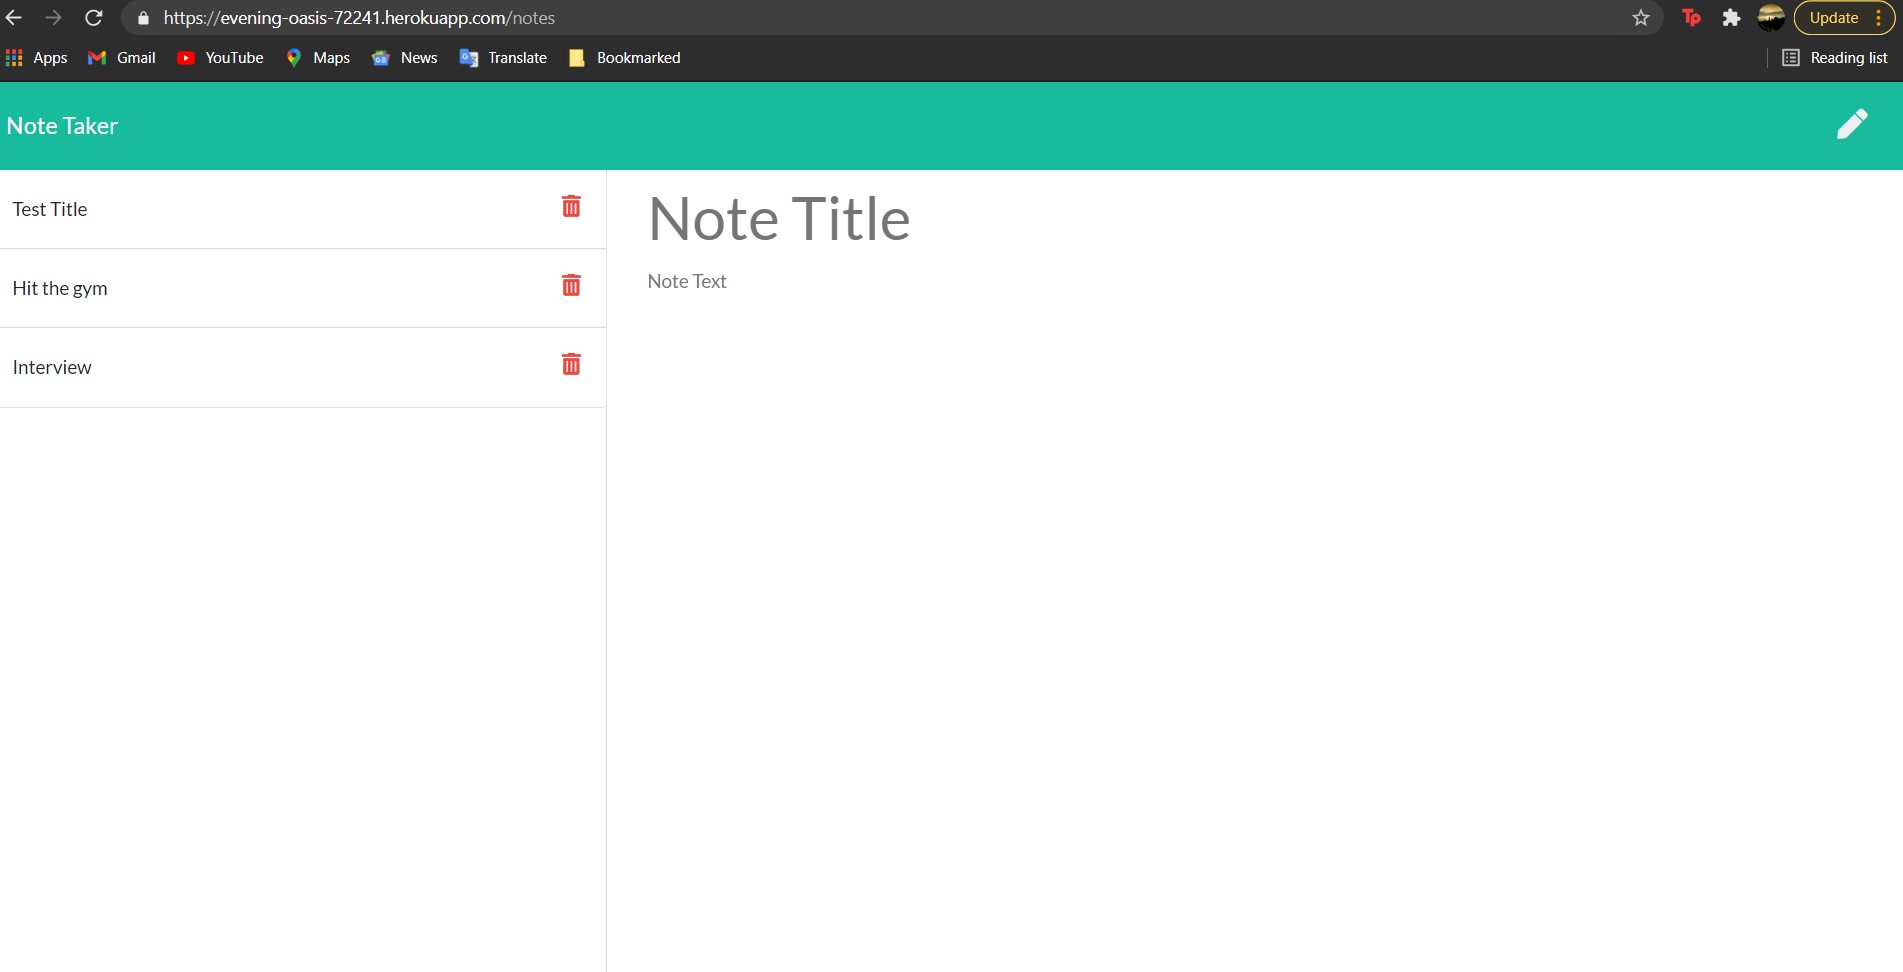 https://evening-oasis-72241.herokuapp.com/notes Tp Update
Apps Gmail YouTube Maps News Translate Bookmarked Reading list
Note Taker
Test Title
Hit the gym
Interview
Note Title
Note Text